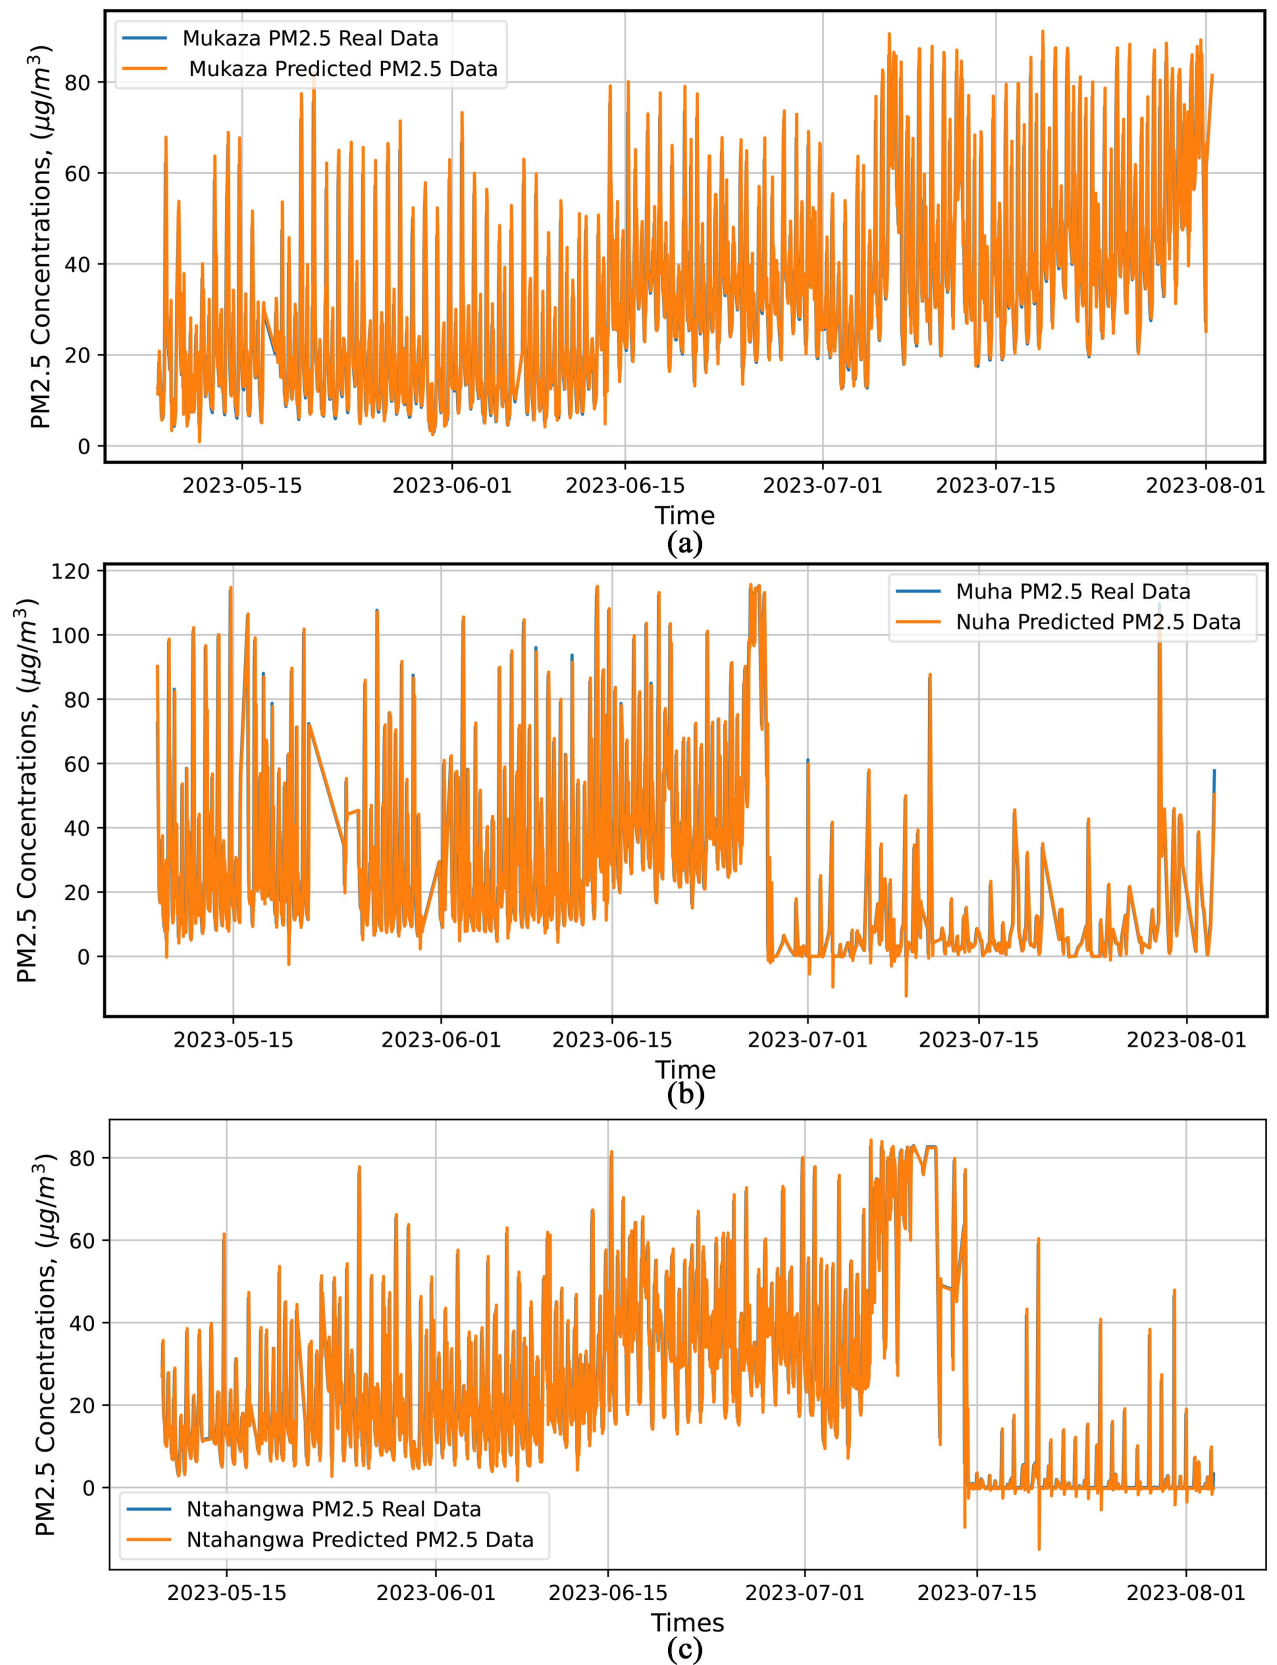 Mukaza PM2.5 Real Data
Mukaza Predicted PM2.5 Data
PM2.5 Concentrations, (μg/m³)
80
60
40
20
0
2023-05-15 2023-06-01 2023-06-15 2023-07-01 2023-07-15 2023-08-01
Time
(a)
Muha PM2.5 Real Data
Nuha Predicted PM2.5 Data
PM2.5 Concentrations, (μg/m³)
120
100
80
60
40
20
0
2023-05-15 2023-06-01 2023-06-15 2023-07-01 2023-07-15 2023-08-01
Time
(b)
PM2.5 Concentrations, (μg/m³)
80
60
40
20
0
Ntahangwa PM2.5 Real Data
Ntahangwa Predicted PM2.5 Data
2023-05-15 2023-06-01 2023-06-15 2023-07-01 2023-07-15 2023-08-01
Times
(c)